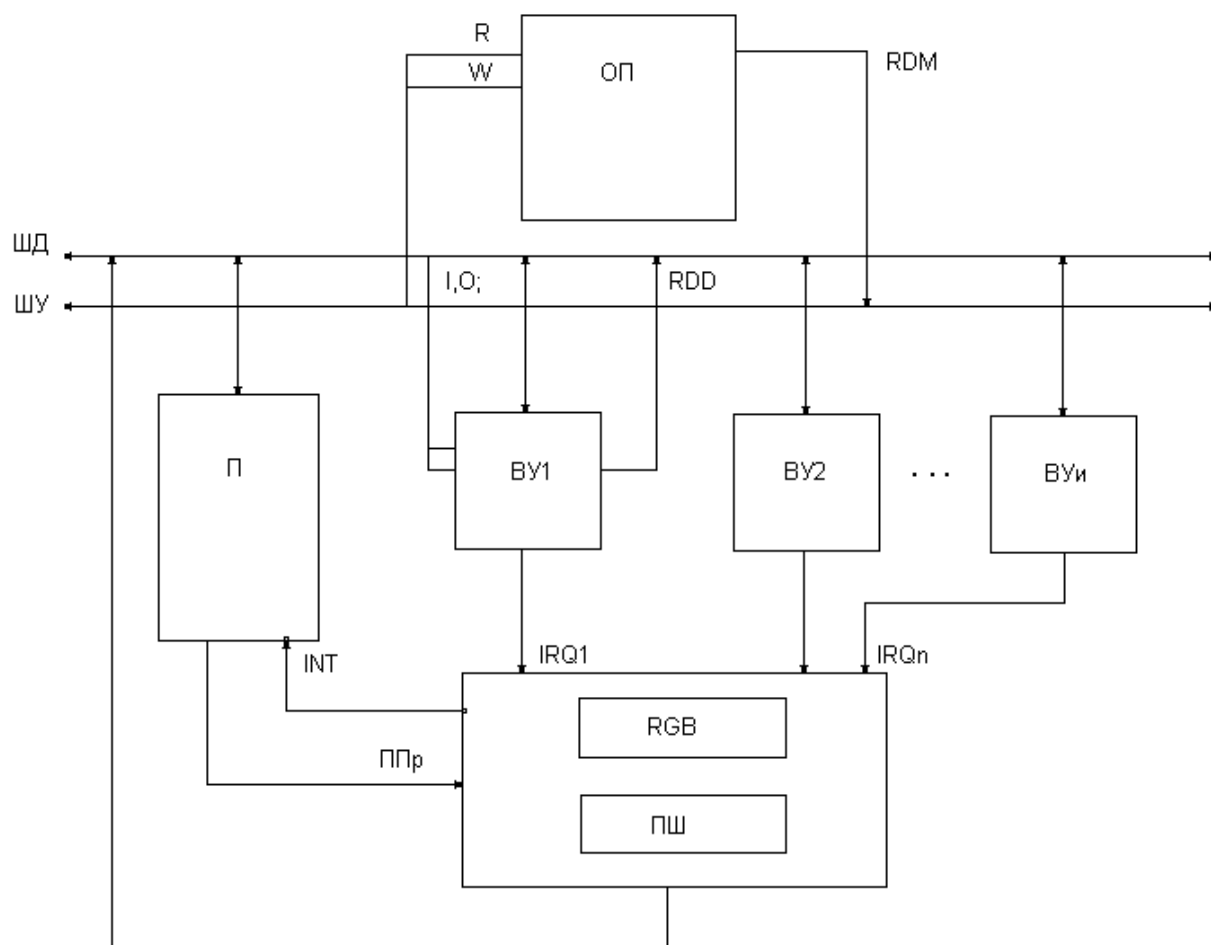 R
W
ОП
RDM
ШД
I,O;
RDD
ШУ
П
ВУ1
ВУ2
. . .
ВУи
INT
IRQ1
IRQn
RGB
ППр
ПШ